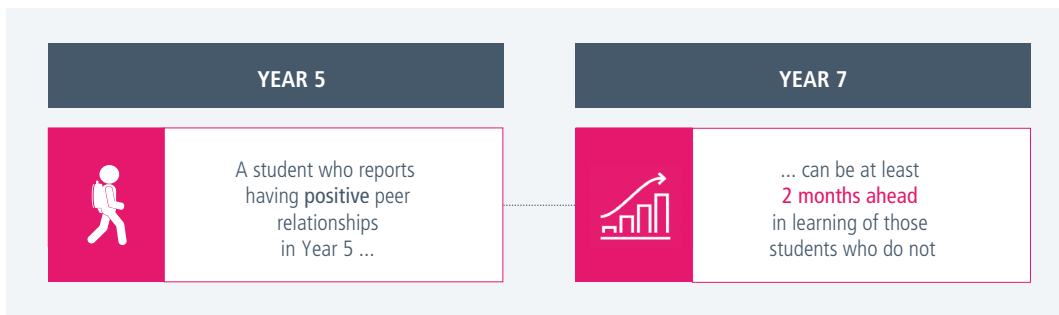 YEAR 5
A student who reports
having positive peer
relationships
in Year 5 ...
YEAR 7
... can be at least
2 months ahead
in learning of those
students who do not